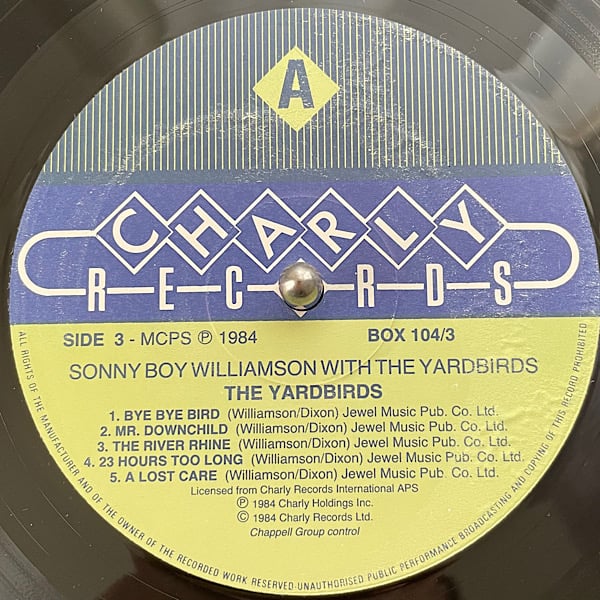 A
CHARLY
RECORDS
SIDE 3 - MCPS Ⓟ 1984 BOX 104/3
SONNY BOY WILLIAMSON WITH THE YARDBIRDS
THE YARDBIRDS
1. BYE BYE BIRD (Williamson/Dixon) Jewel Music Pub. Co. Ltd.
2. MR. DOWNCHILD (Williamson/Dixon) Jewel Music Pub. Co. Ltd.
3. THE RIVER RHINE (Williamson/Dixon) Jewel Music Pub. Co. Ltd.
4. 23 HOURS TOO LONG (Williamson/Dixon) Jewel Music Pub. Co. Ltd.
5. A LOST CARE (Williamson/Dixon) Jewel Music Pub. Co. Ltd.
Licensed from Charly Records International APS
Ⓟ 1984 Charly Holdings Inc.
© 1984 Charly Records Ltd.
Chappell Group control
ALL RIGHTS OF THE MANUFACTURER AND OF THE OWNER OF THE RECORDED WORK RESERVED·UNAUTHORISED PUBLIC PERFORMANCE BROADCASTING AND COPYING OF THIS RECORD PROHIBITED